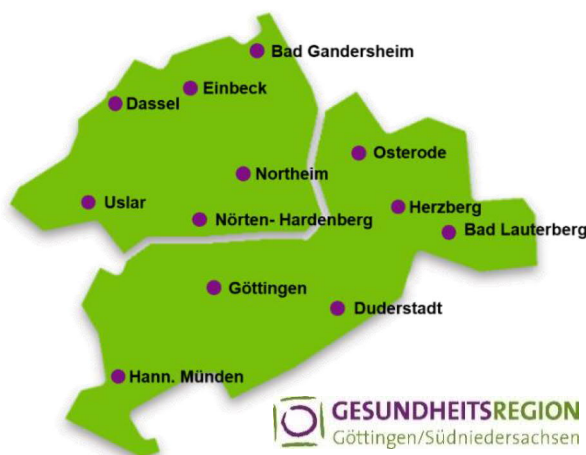 Bad Gandersheim
Einbeck
Dassel
Osterode
Northeim
Uslar
Herzberg
Nörten- Hardenberg
Bad Lauterberg
Göttingen
Duderstadt
Hann. Münden
GESUNDHEITSREGION
Göttingen/Südniedersachsen